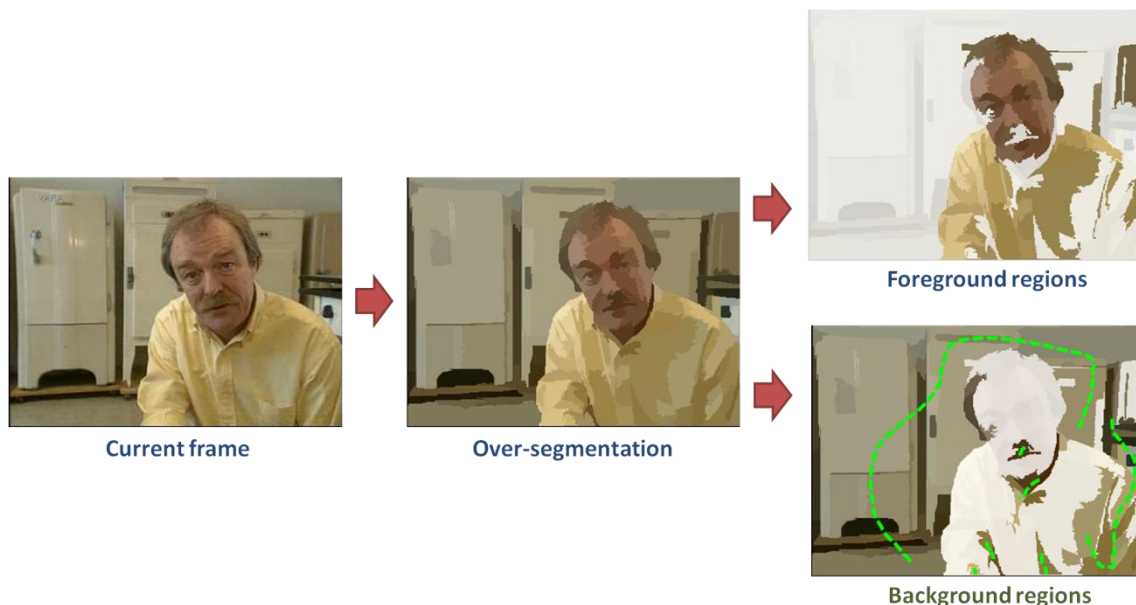 Foreground regions
Current frame
Over-segmentation
Background regions